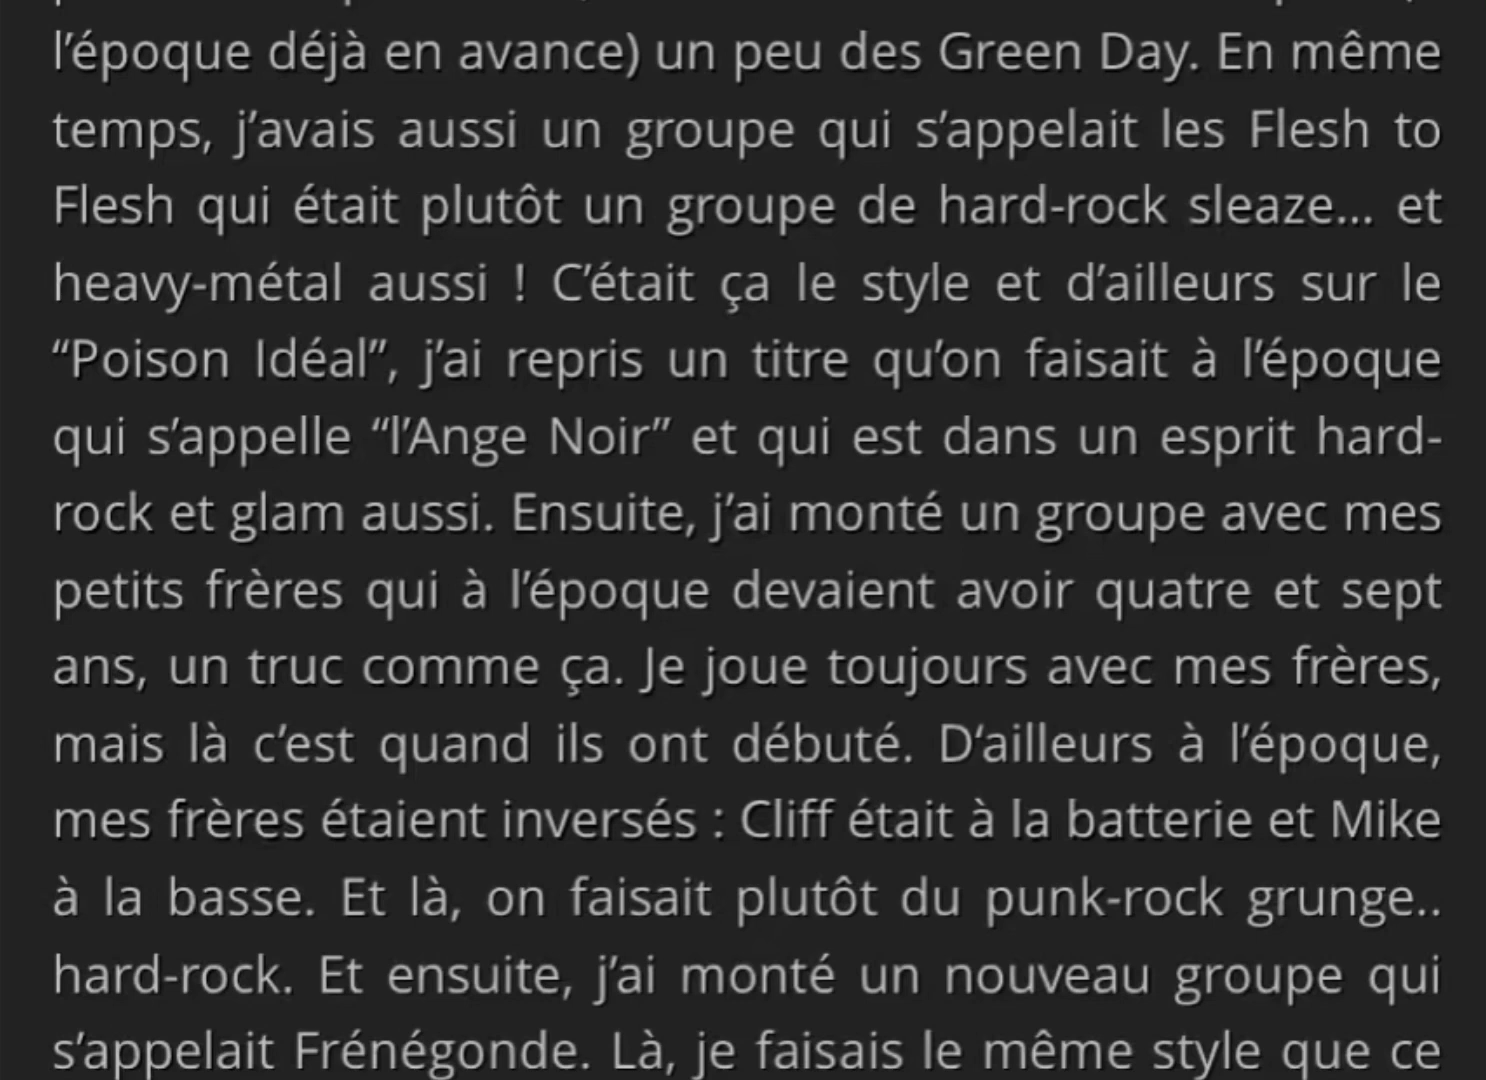 l’époque déjà en avance) un peu des Green Day. En même
temps, j’avais aussi un groupe qui s’appelait les Flesh to
Flesh qui était plutôt un groupe de hard-rock sleaze… et
heavy-métal aussi ! C’était ça le style et d’ailleurs sur le
“Poison Idéal”, j’ai repris un titre qu’on faisait à l’époque
qui s’appelle “l’Ange Noir” et qui est dans un esprit hard-
rock et glam aussi. Ensuite, j’ai monté un groupe avec mes
petits frères qui à l’époque devaient avoir quatre et sept
ans, un truc comme ça. Je joue toujours avec mes frères,
mais là c’est quand ils ont débuté. D‘ailleurs à l’époque,
mes frères étaient inversés : Cliff était à la batterie et Mike
à la basse. Et là, on faisait plutôt du punk-rock grunge..
hard-rock. Et ensuite, j’ai monté un nouveau groupe qui
s’appelait Frénégonde. Là, je faisais le même style que ce